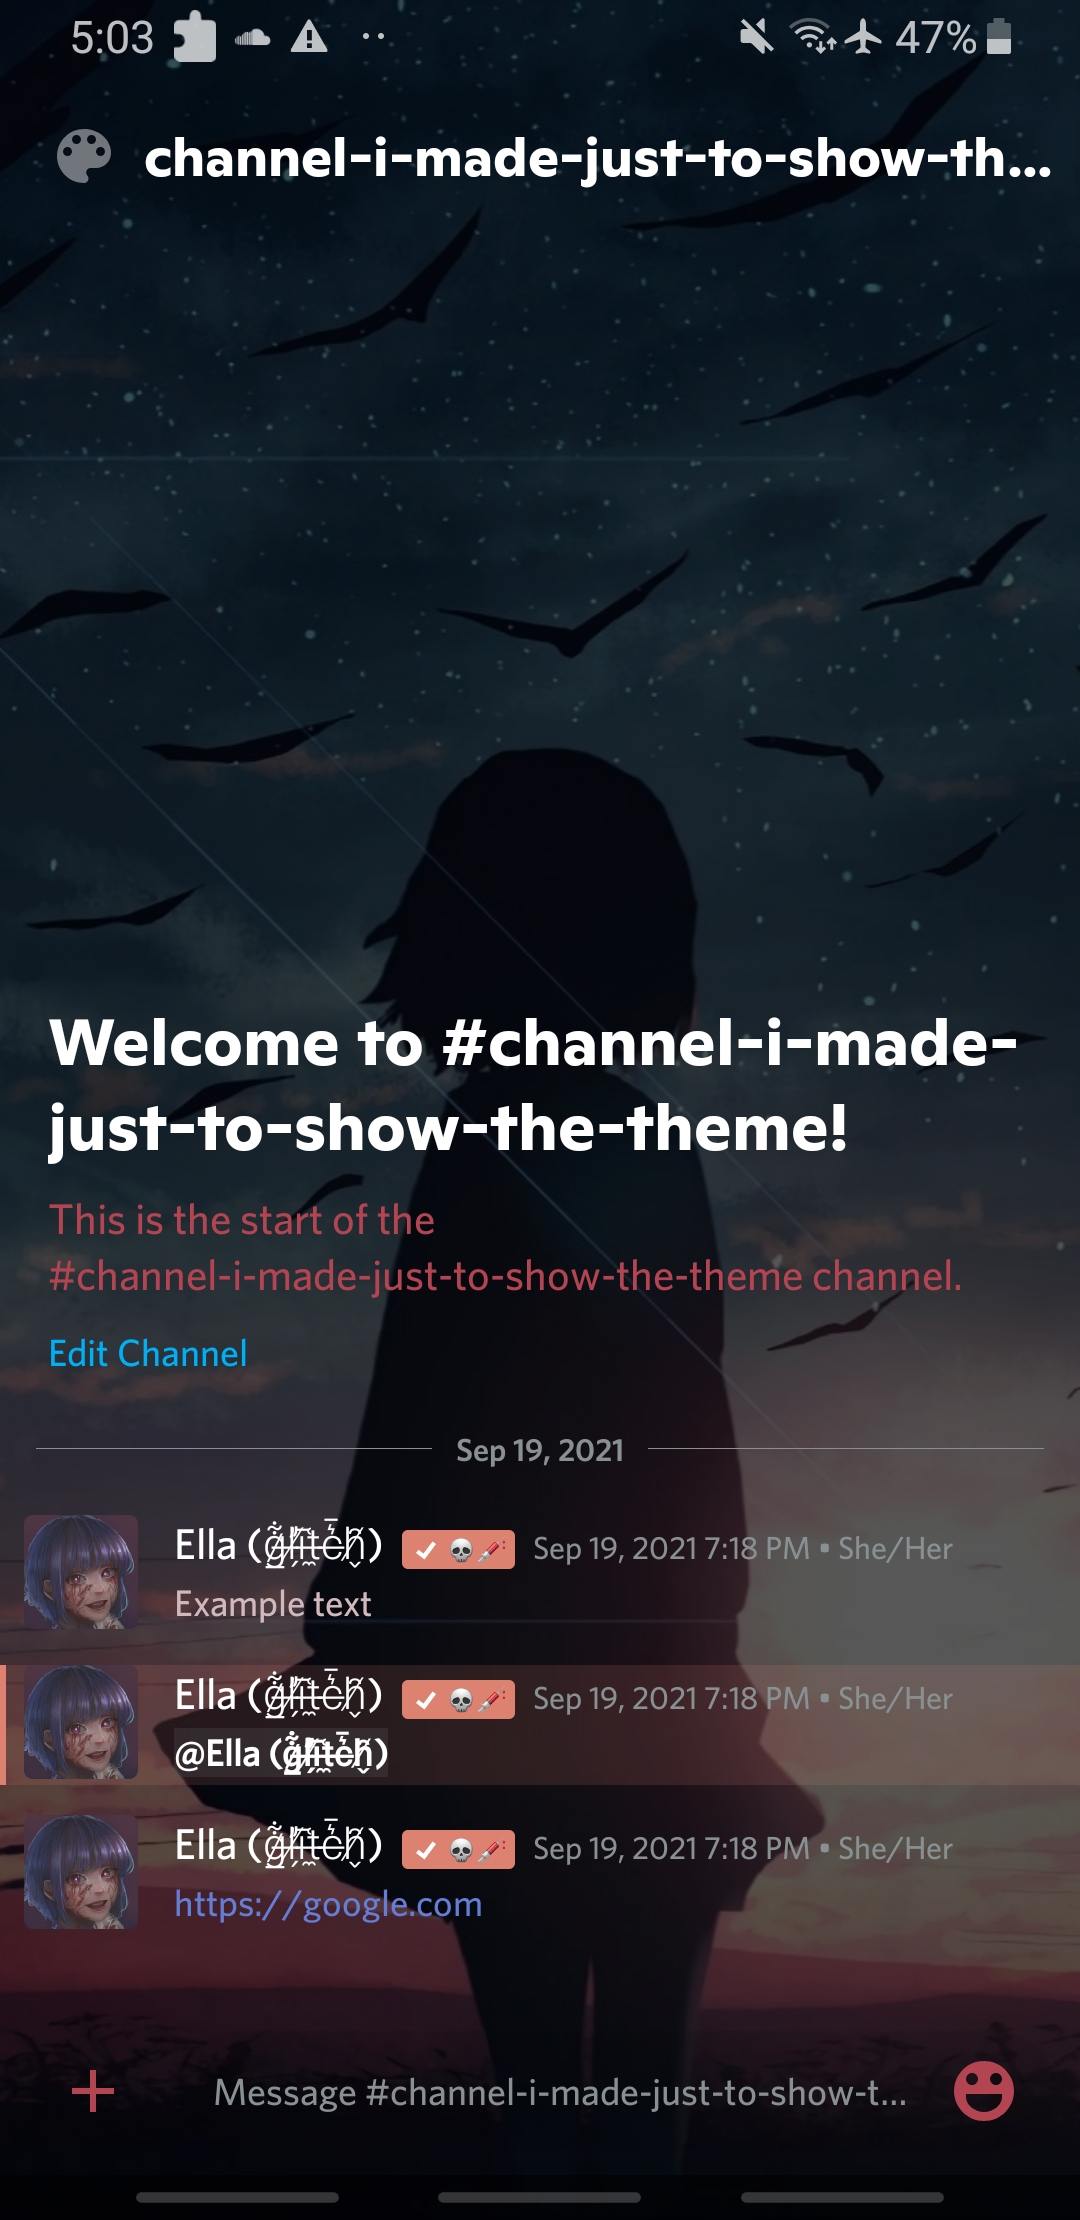 5:03 47%
channel-i-made-just-to-show-th...
Welcome to #channel-i-made-
just-to-show-the-theme!
This is the start of the
#channel-i-made-just-to-show-the-theme channel.
Edit Channel
Sep 19, 2021
Ella (glitch) Sep 19, 2021 7:18 PM • She/Her
Example text
Ella (glitch) Sep 19, 2021 7:18 PM • She/Her
@Ella (glitch)
Ella (glitch) Sep 19, 2021 7:18 PM • She/Her
https://google.com
Message #channel-i-made-just-to-show-t...